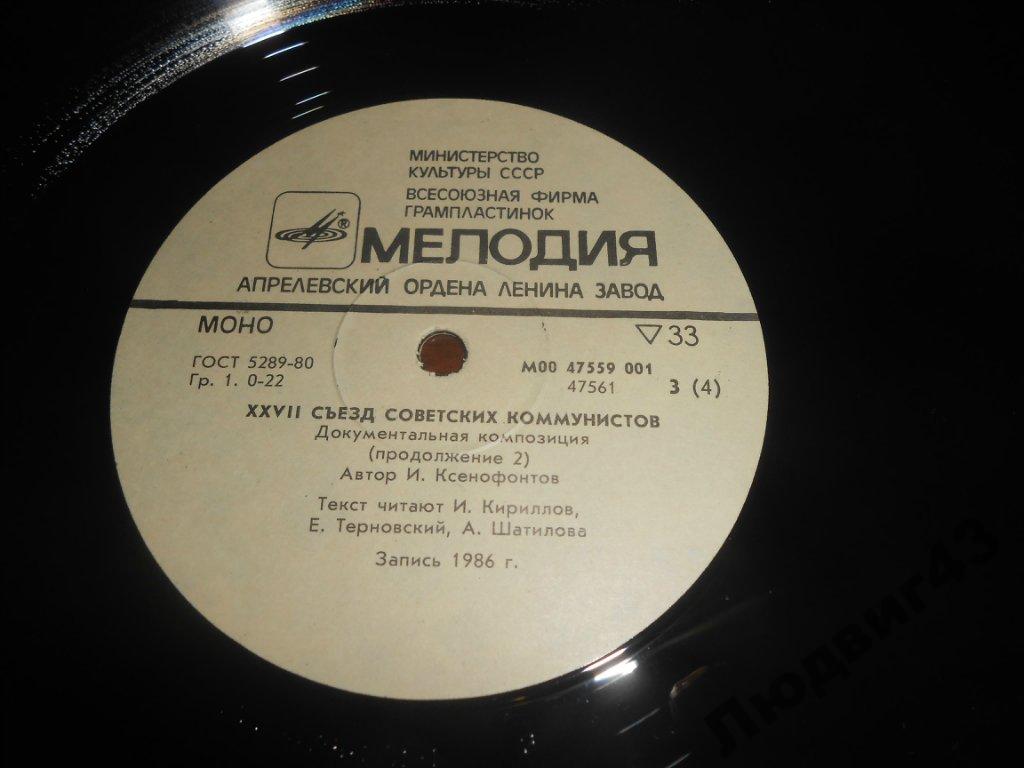 МИНИСТЕРСТВО
КУЛЬТУРЫ СССР
ВСЕСОЮЗНАЯ ФИРМА
ГРАМПЛАСТИНОК
®
МЕЛОДИЯ
АПРЕЛЕВСКИЙ ОРДЕНА ЛЕНИНА ЗАВОД
МОНО
▽33
ГОСТ 5289-80
М00 47559 001
Гр. 1. 0-22
47561 3 (4)
XXVII СЪЕЗД СОВЕТСКИХ КОММУНИСТОВ
Документальная композиция
(продолжение 2)
Автор И. Ксенофонтов
Текст читают И. Кириллов,
Е. Терновский, А. Шатилова
Запись 1986 г.
Людвиг43